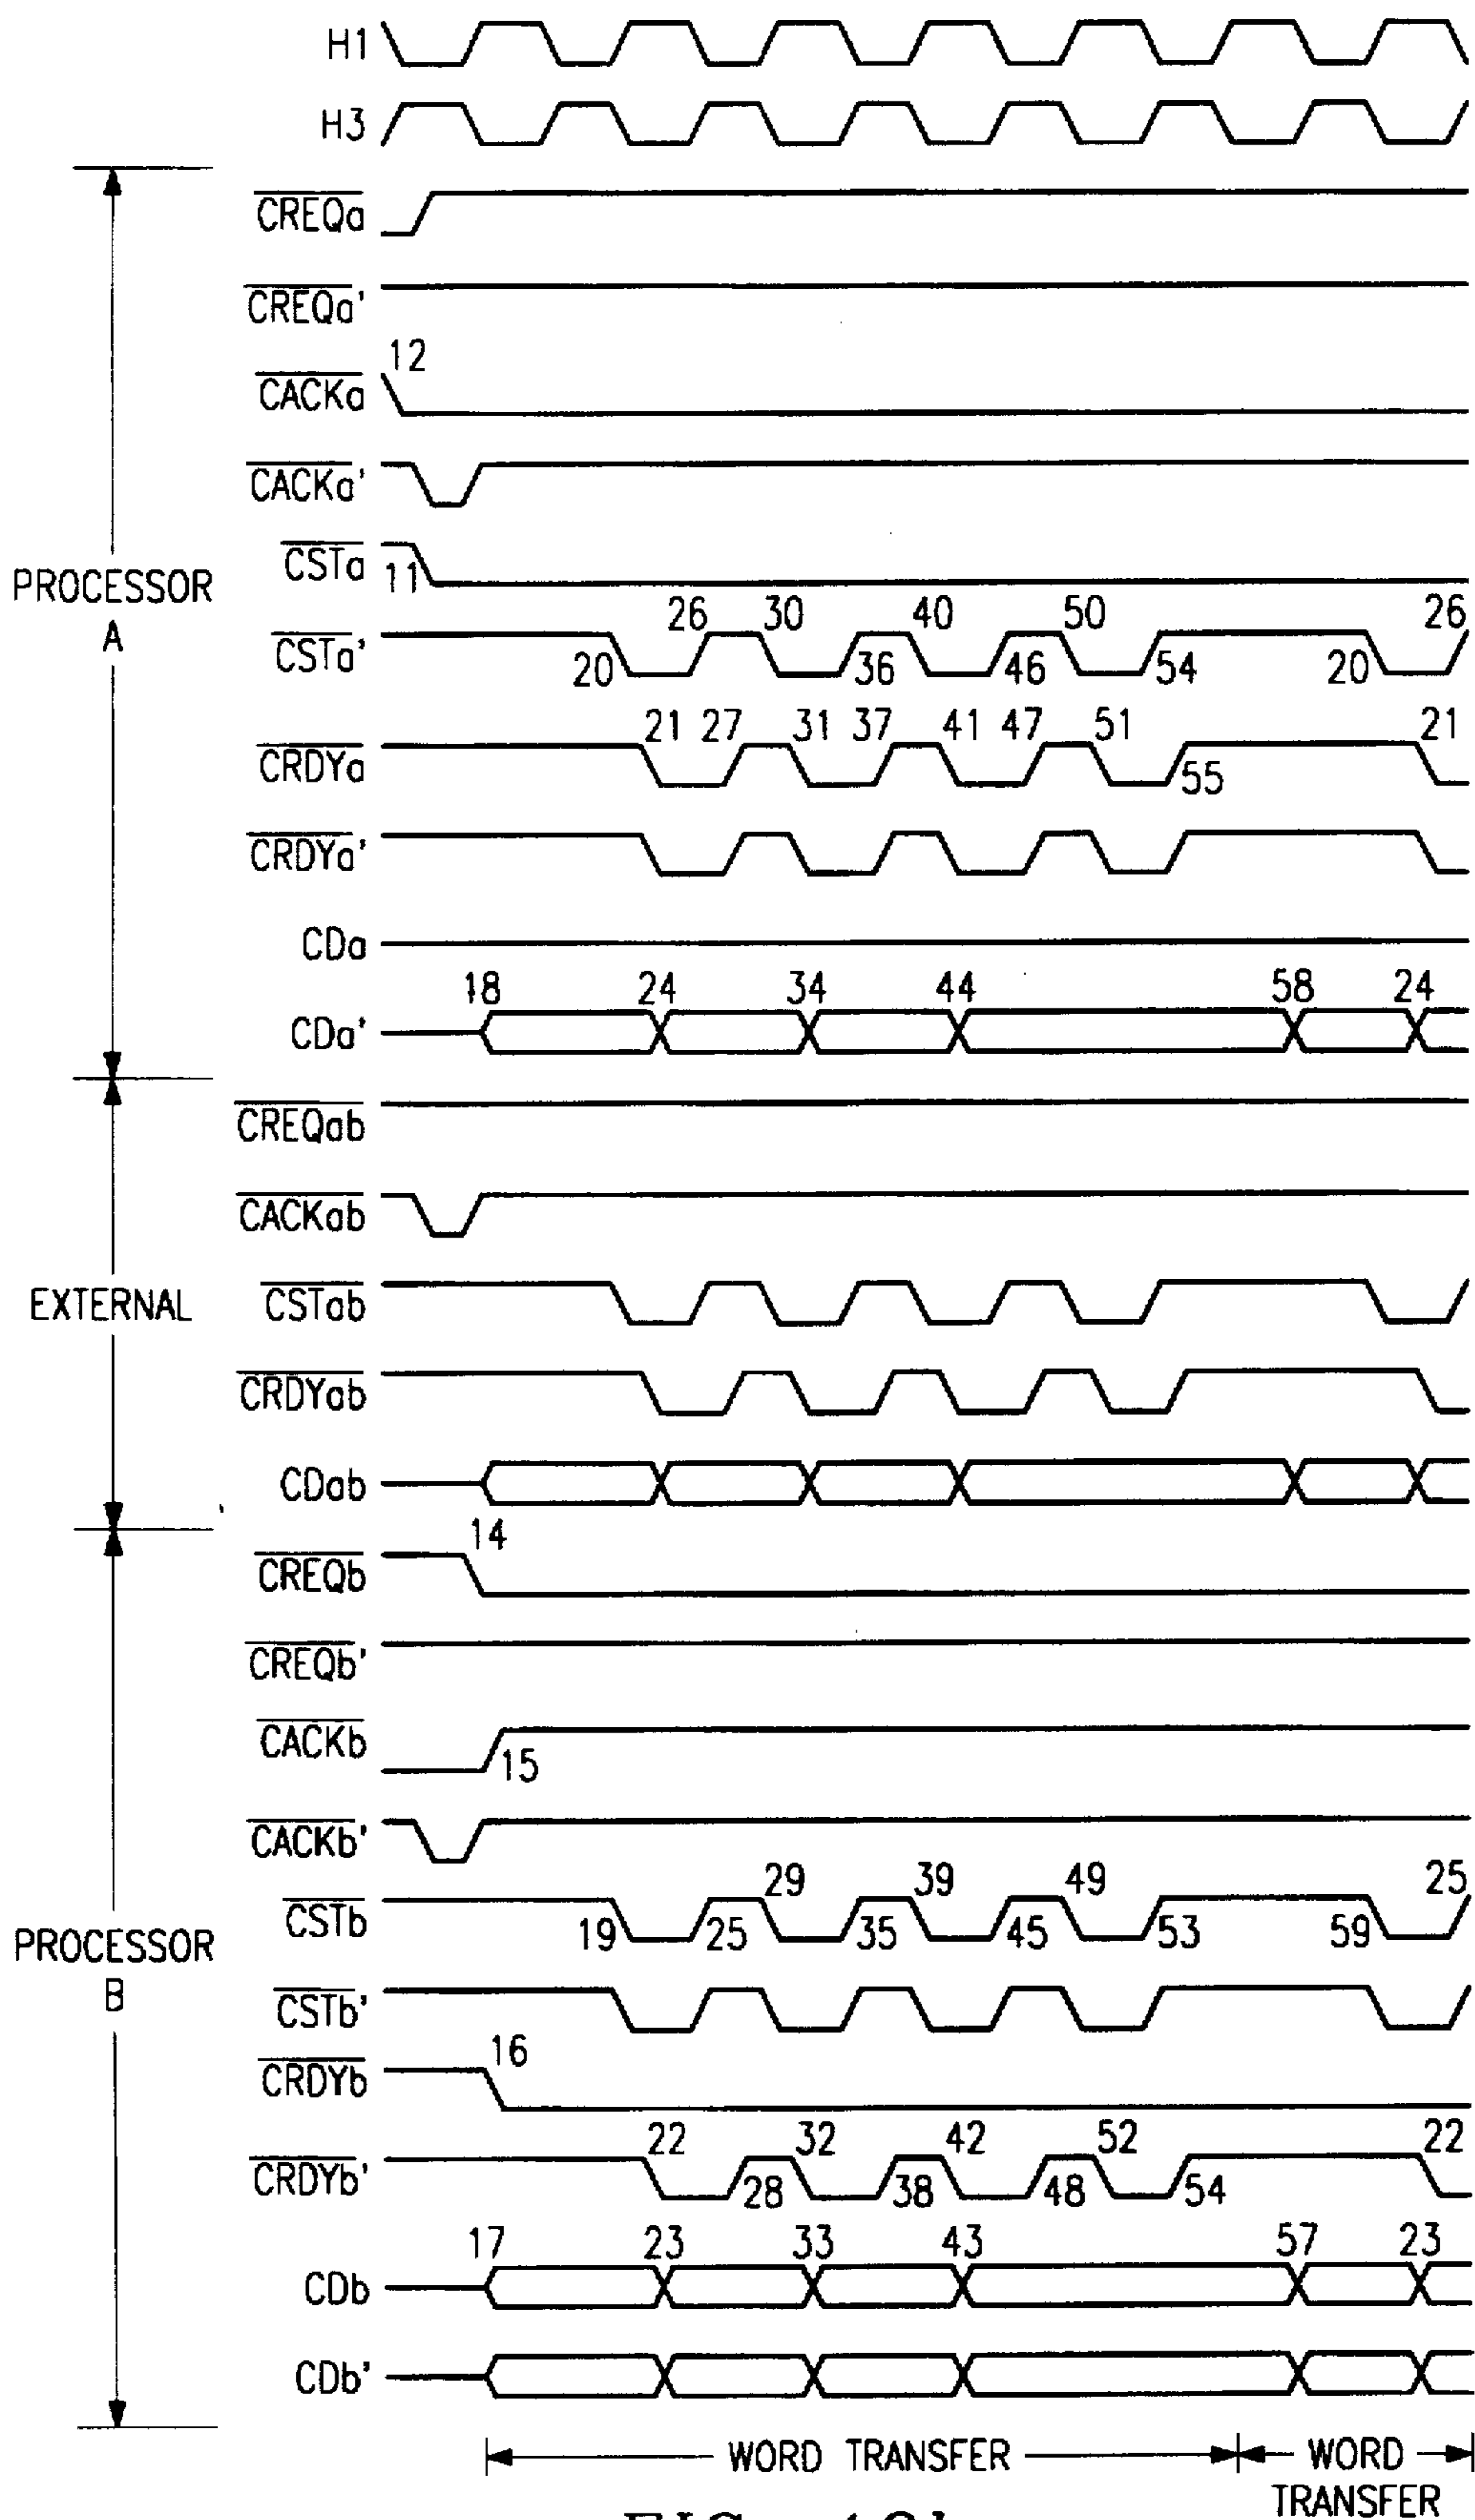 H1
H3
CREQa
CREQa'
12
CACKa
CACKa'
CSTa
11
PROCESSOR
A
26 30 40 50 26
CSTa'
20 36 46 54 20
21 27 31 37 41 47 51 21
CRDYa
55
CRDYa'
CDa
18 24 34 44 58 24
CDa'
CREQab
CACKab
EXTERNAL
CSTab
CRDYab
CDab
14
CREQb
CREQb'
CACKb
15
CACKb'
29 39 49 25
CSTb
19 25 35 45 53 59
PROCESSOR
B
CSTb'
16
CRDYb
22 32 42 52 22
CRDYb'
28 38 48 54
17 23 33 43 57 23
CDb
CDb'
WORD TRANSFER
WORD
TRANSFER